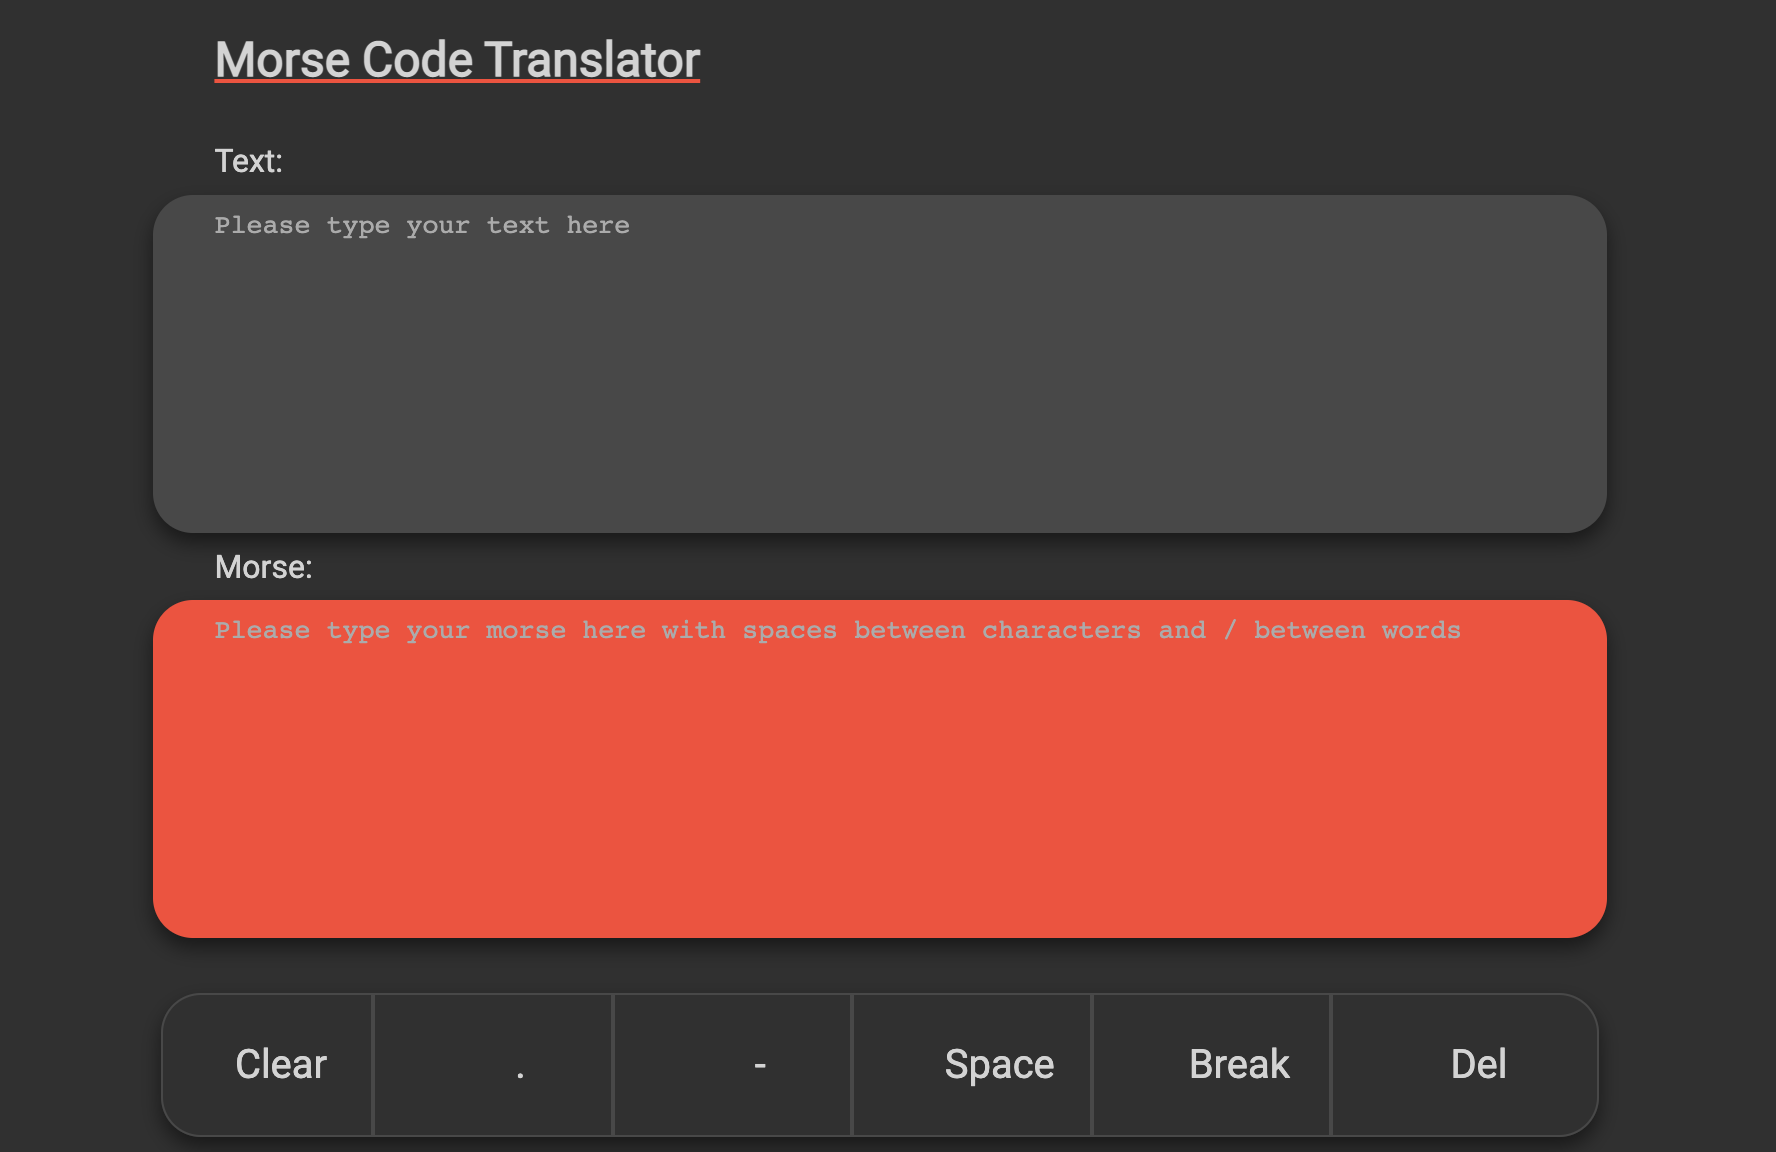 Morse Code Translator
Text:
Please type your text here
Morse:
Please type your morse here with spaces between characters and / between words
Clear . - Space Break Del